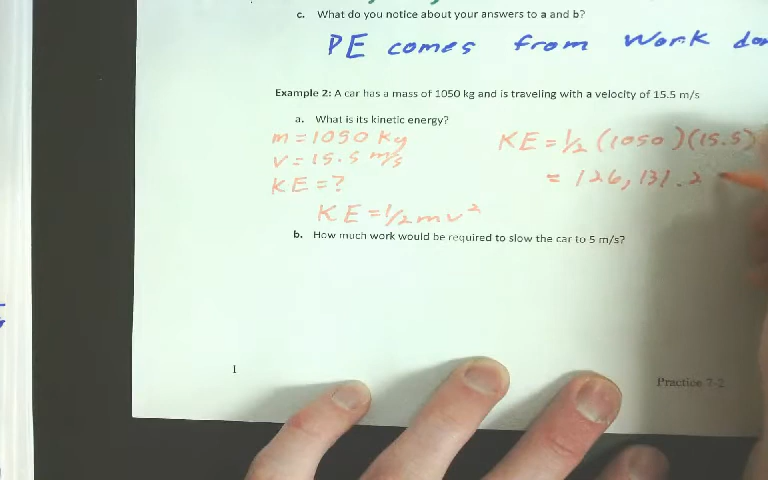 c. What do you notice about your answers to a and b?
PE comes from work
Example 2: A car has a mass of 1050 kg and is traveling with a velocity of 15.5 m/s
a. What is its kinetic energy?
m = 1050 kg
v = 15.5 m/s
KE = ?
KE = 1/2 m v²
KE = 1/2 (1050)(15.5)
= 126,131.2
b. How much work would be required to slow the car to 5 m/s?
1
Practice 7-2